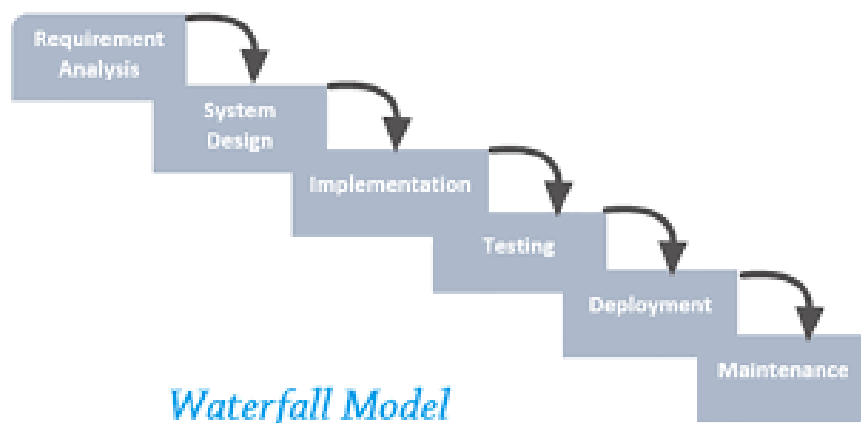 Requirement
Analysis
System
Design
Implementation
Testing
Deployment
Maintenance
Waterfall Model